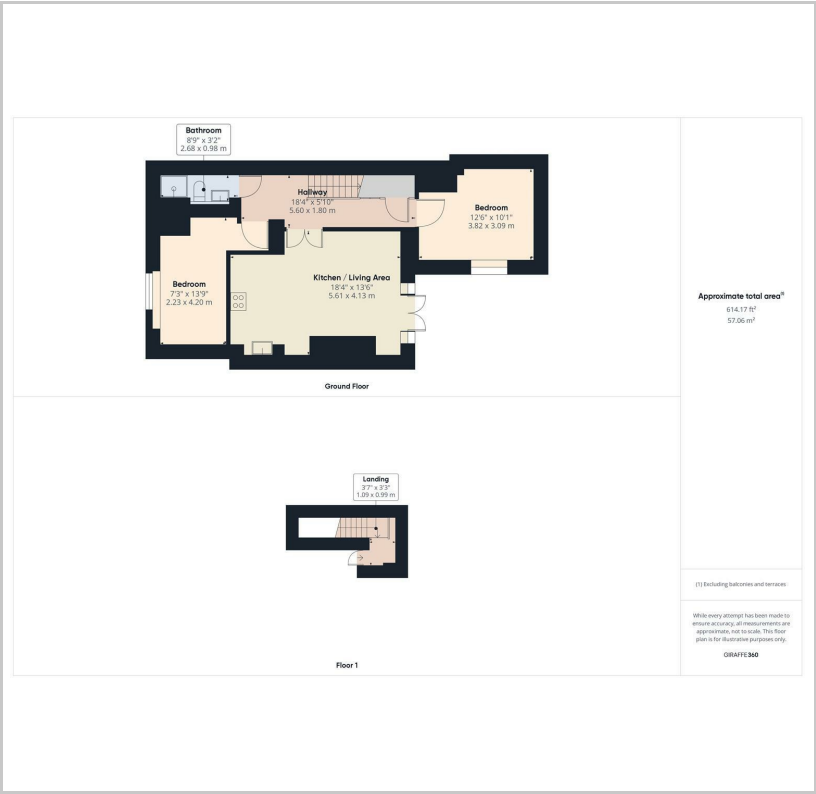 Bathroom
8'9" x 3'2"
2.68 x 0.98 m
Hallway
18'4" x 5'10"
5.60 x 1.80 m
Bedroom
12'6" x 10'1"
3.82 x 3.09 m
Bedroom
7'3" x 13'9"
2.23 x 4.20 m
Kitchen / Living Area
18'4" x 13'6"
5.61 x 4.13 m
Ground Floor
Landing
3'7" x 3'3"
1.09 x 0.99 m
Floor 1
Approximate total area⁽¹⁾
614.17 ft²
57.06 m²
(1) Excluding balconies and terraces
While every attempt has been made to
ensure accuracy, all measurements are
approximate, not to scale. This floor
plan is for illustrative purposes only.
GIRAFFE360